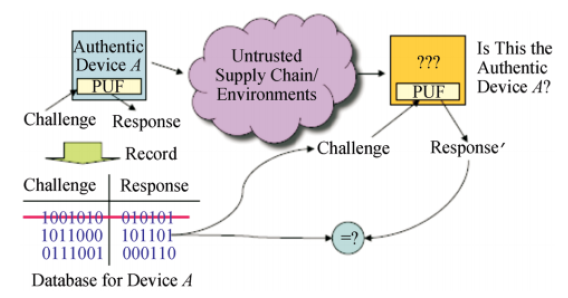 Authentic
Device A
PUF
Challenge
Response
Record
Untrusted
Supply Chain/
Environments
???
PUF
Is This the
Authentic
Device A?
Challenge
Response′
Challenge Response
1001010 010101
1011000 101101
0111001 000110
=?
Database for Device A